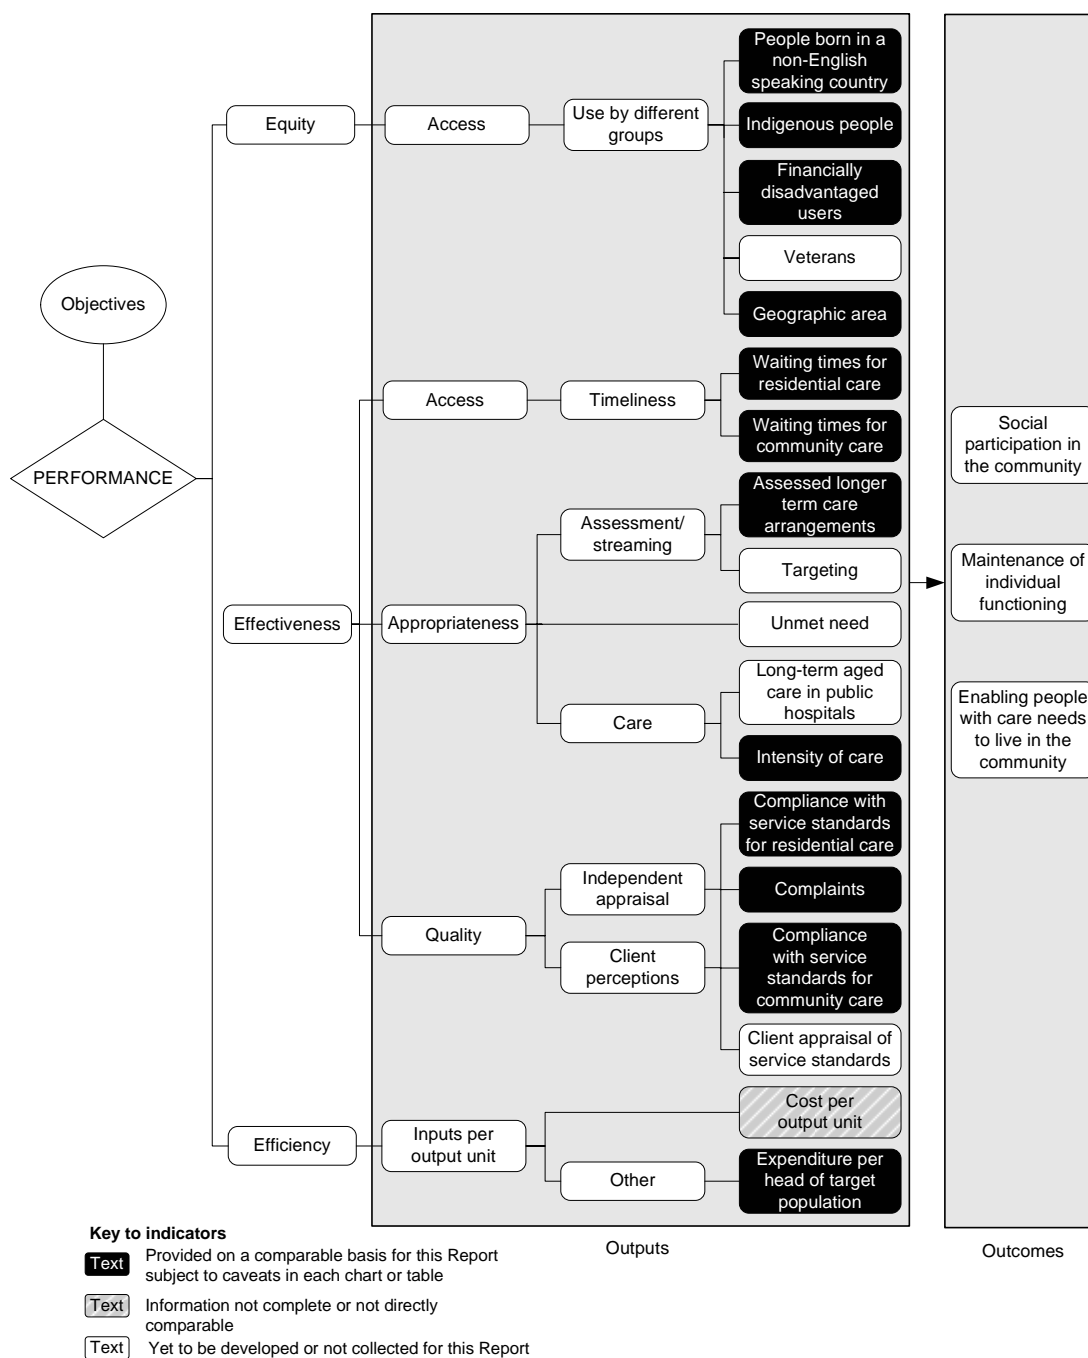 Objectives
PERFORMANCE
Equity
Access
Use by different
groups
People born in a
non-English
speaking country
Indigenous people
Financially
disadvantaged
users
Veterans
Geographic area
Effectiveness
Access
Timeliness
Waiting times for
residential care
Waiting times for
community care
Appropriateness
Assessment/
streaming
Assessed longer
term care
arrangements
Targeting
Unmet need
Care
Long-term aged
care in public
hospitals
Intensity of care
Quality
Independent
appraisal
Client
perceptions
Compliance with
service standards
for residential care
Complaints
Compliance
with service
standards for
community care
Client appraisal of
service standards
Efficiency
Inputs per
output unit
Cost per
output unit
Other
Expenditure per
head of target
population
Outputs
Social
participation in
the community
Maintenance of
individual
functioning
Enabling people
with care needs
to live in the
community
Outcomes
Key to indicators
Text
Provided on a comparable basis for this Report
subject to caveats in each chart or table
Text
Information not complete or not directly
comparable
Text
Yet to be developed or not collected for this Report